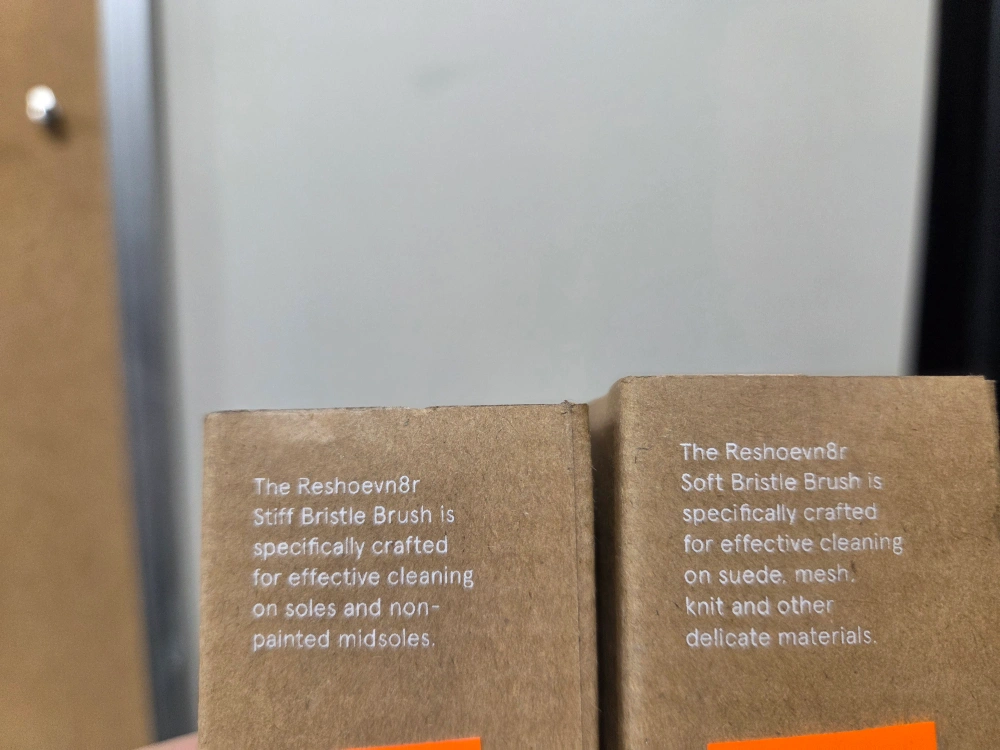 The Reshoevn8r
Stiff Bristle Brush is
specifically crafted
for effective cleaning
on soles and non-
painted midsoles.
The Reshoevn8r
Soft Bristle Brush is
specifically crafted
for effective cleaning
on suede, mesh,
knit and other
delicate materials.